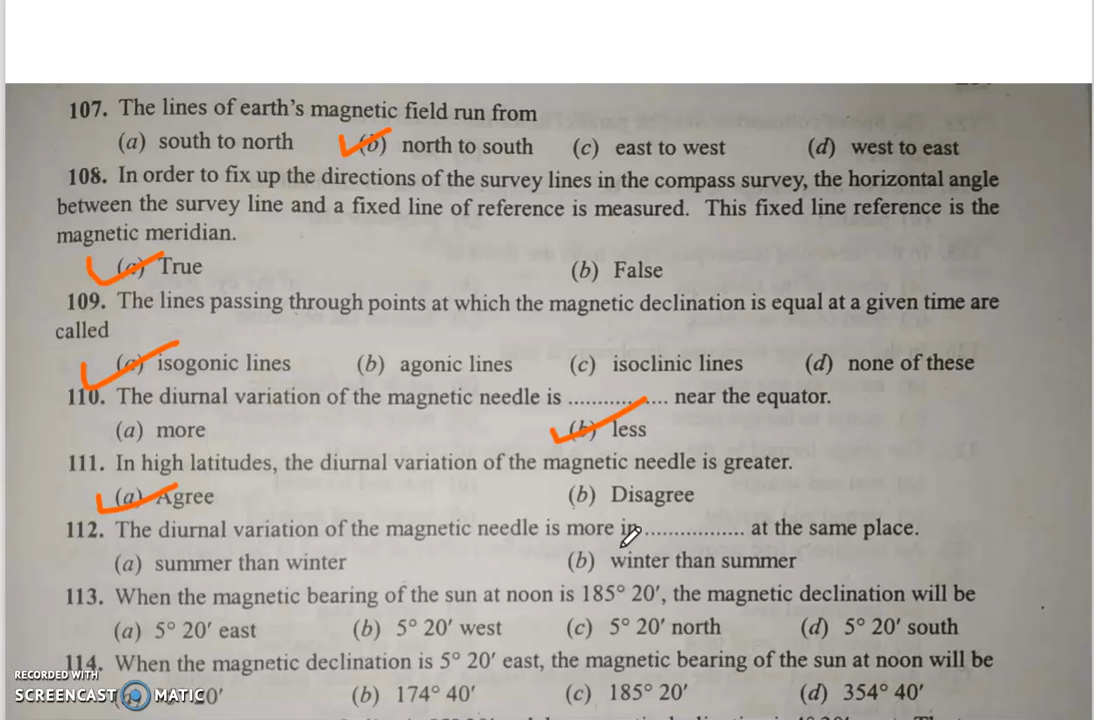 107. The lines of earth's magnetic field run from
(a) south to north (b) north to south (c) east to west (d) west to east
108. In order to fix up the directions of the survey lines in the compass survey, the horizontal angle
between the survey line and a fixed line of reference is measured. This fixed line reference is the
magnetic meridian.
(a) True (b) False
109. The lines passing through points at which the magnetic declination is equal at a given time are
called
(a) isogonic lines (b) agonic lines (c) isoclinic lines (d) none of these
110. The diurnal variation of the magnetic needle is ............... near the equator.
(a) more (b) less
111. In high latitudes, the diurnal variation of the magnetic needle is greater.
(a) Agree (b) Disagree
112. The diurnal variation of the magnetic needle is more in ................. at the same place.
(a) summer than winter (b) winter than summer
113. When the magnetic bearing of the sun at noon is 185° 20′, the magnetic declination will be
(a) 5° 20′ east (b) 5° 20′ west (c) 5° 20′ north (d) 5° 20′ south
114. When the magnetic declination is 5° 20′ east, the magnetic bearing of the sun at noon will be
(b) 174° 40′ (c) 185° 20′ (d) 354° 40′
RECORDED WITH
SCREENCAST MATIC